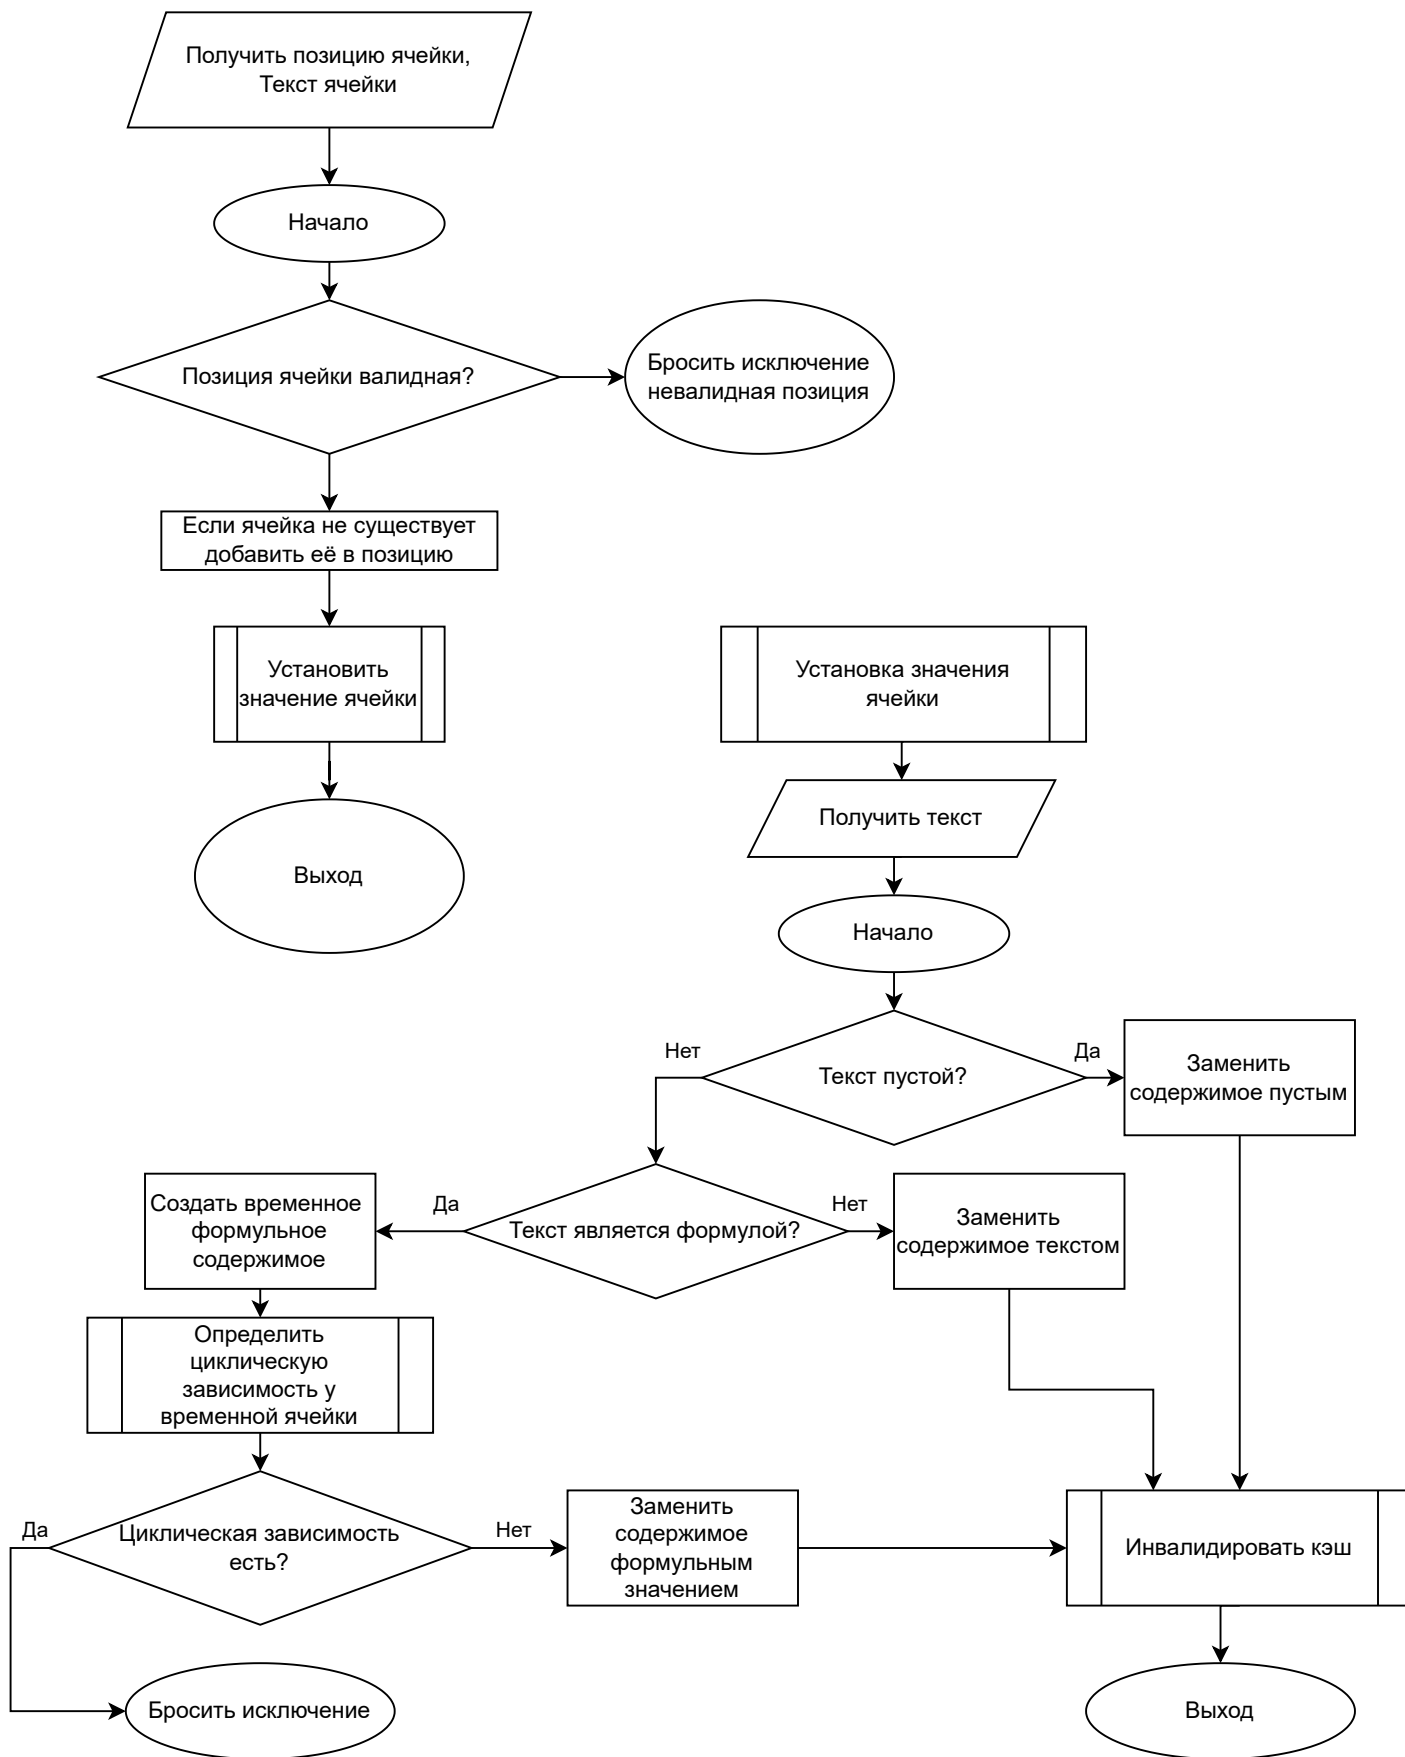 Получить позицию ячейки,
Текст ячейки
Начало
Позиция ячейки валидная?
Бросить исключение
невалидная позиция
Если ячейка не существует
добавить её в позицию
Установить
значение ячейки
Выход
Установка значения
ячейки
Получить текст
Начало
Нет
Текст пустой?
Да
Заменить
содержимое пустым
Создать временное
формульное
содержимое
Да
Текст является формулой?
Нет
Заменить
содержимое текстом
Определить
циклическую
зависимость у
временной ячейки
Да
Циклическая зависимость
есть?
Нет
Заменить
содержимое
формульным
значением
Инвалидировать кэш
Бросить исключение
Выход